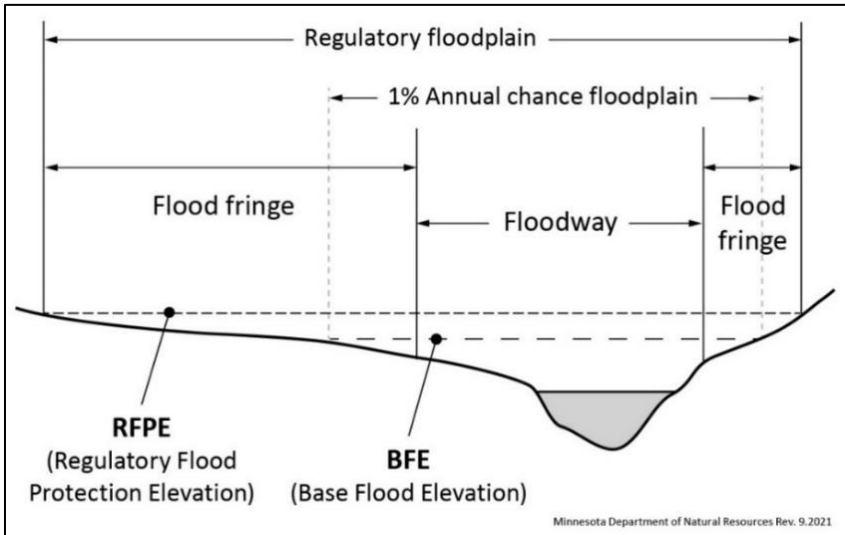 Regulatory floodplain
1% Annual chance floodplain
Flood fringe
Floodway
Flood
fringe
RFPE
(Regulatory Flood
Protection Elevation)
BFE
(Base Flood Elevation)
Minnesota Department of Natural Resources Rev. 9.2021